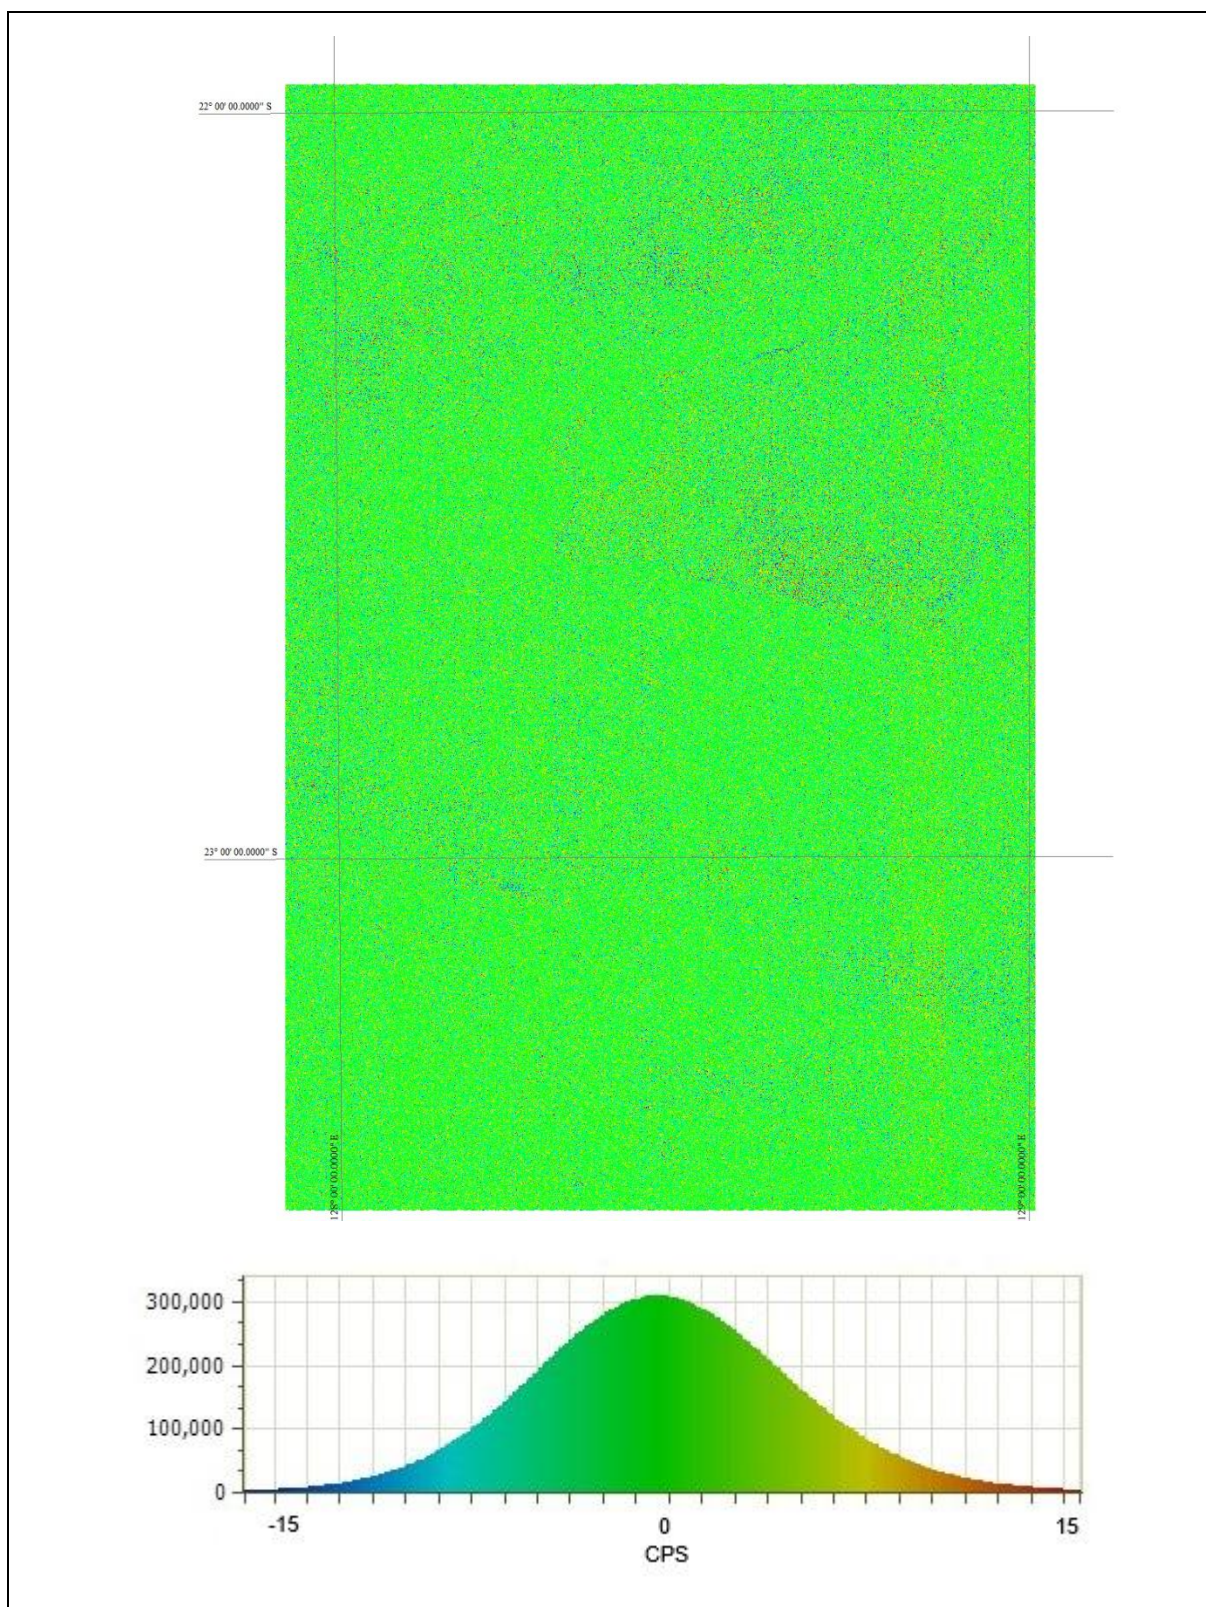 22° 00' 00.0000" S
23° 00' 00.0000" S
128° 00' 00.0000" E
129° 00' 00.0000" E
300,000
200,000
100,000
0
-15 0 15
CPS